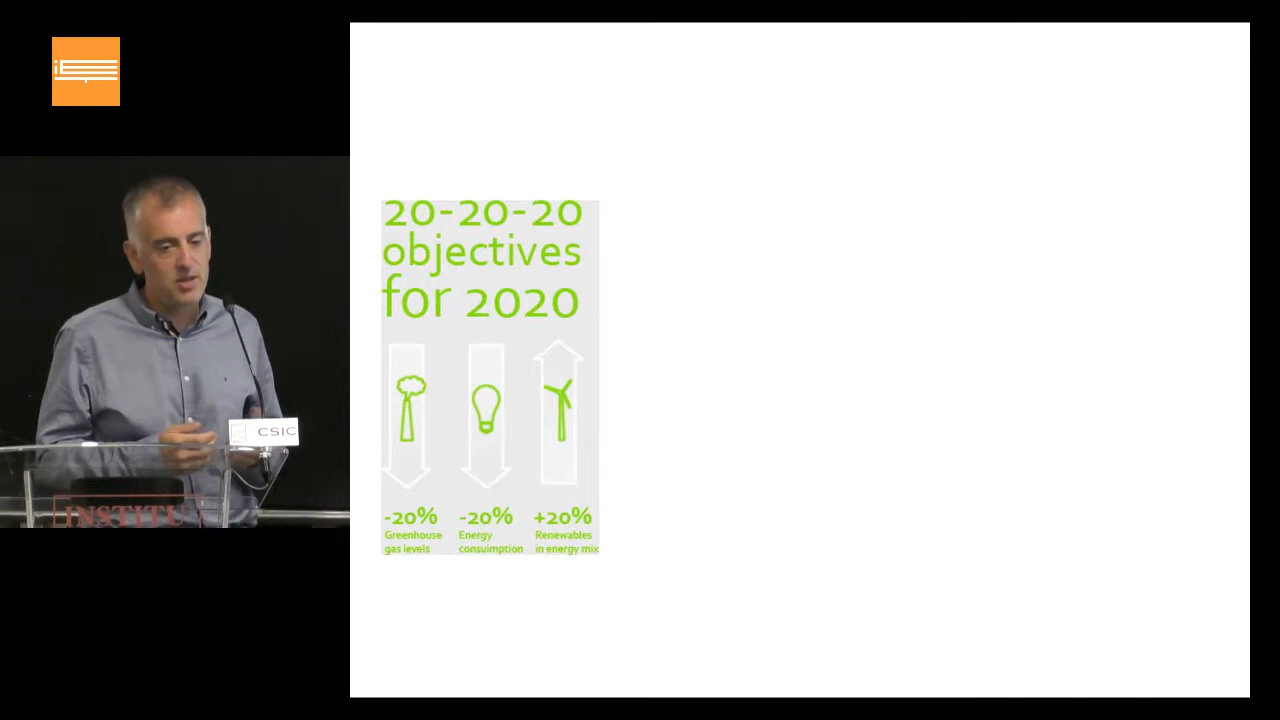 20-20-20
objectives
for 2020
-20%
Greenhouse
gas levels
-20%
Energy
consuimption
+20%
Renewables
in energy mix
CSIC
INSTITU